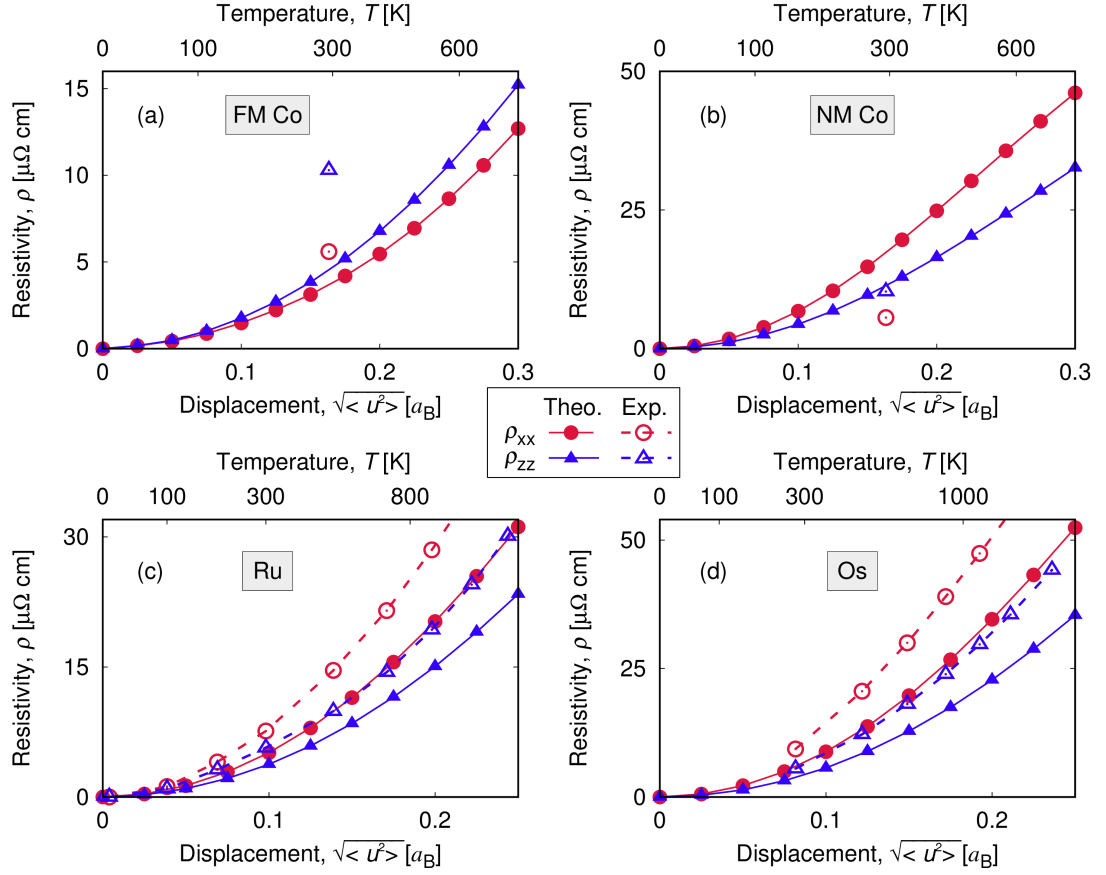 Temperature, T [K]
0 100 300 600
Resistivity, ρ [μΩ cm]
15
10
5
0
(a)
FM Co
0 0.1 0.2 0.3
Displacement, √< u²> [aB]
Temperature, T [K]
0 100 300 600
Resistivity, ρ [μΩ cm]
50
25
0
(b)
NM Co
0 0.1 0.2 0.3
Displacement, √< u²> [aB]
Theo. Exp.
ρxx
ρzz
Temperature, T [K]
0 100 300 800
Resistivity, ρ [μΩ cm]
30
15
0
(c)
Ru
0 0.1 0.2
Displacement, √< u²> [aB]
Temperature, T [K]
0 100 300 1000
Resistivity, ρ [μΩ cm]
50
25
0
(d)
Os
0 0.1 0.2
Displacement, √< u²> [aB]